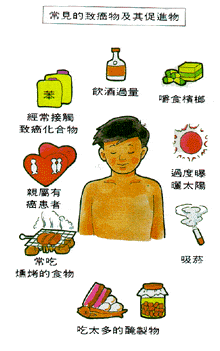 常見的致癌物及其促進物
苯
經常接觸
致癌化合物
飲酒過量
嚼食檳榔
親屬有
癌患者
過度曝
曬太陽
常吃
燻烤的食物
吸菸
吃太多的醃製物